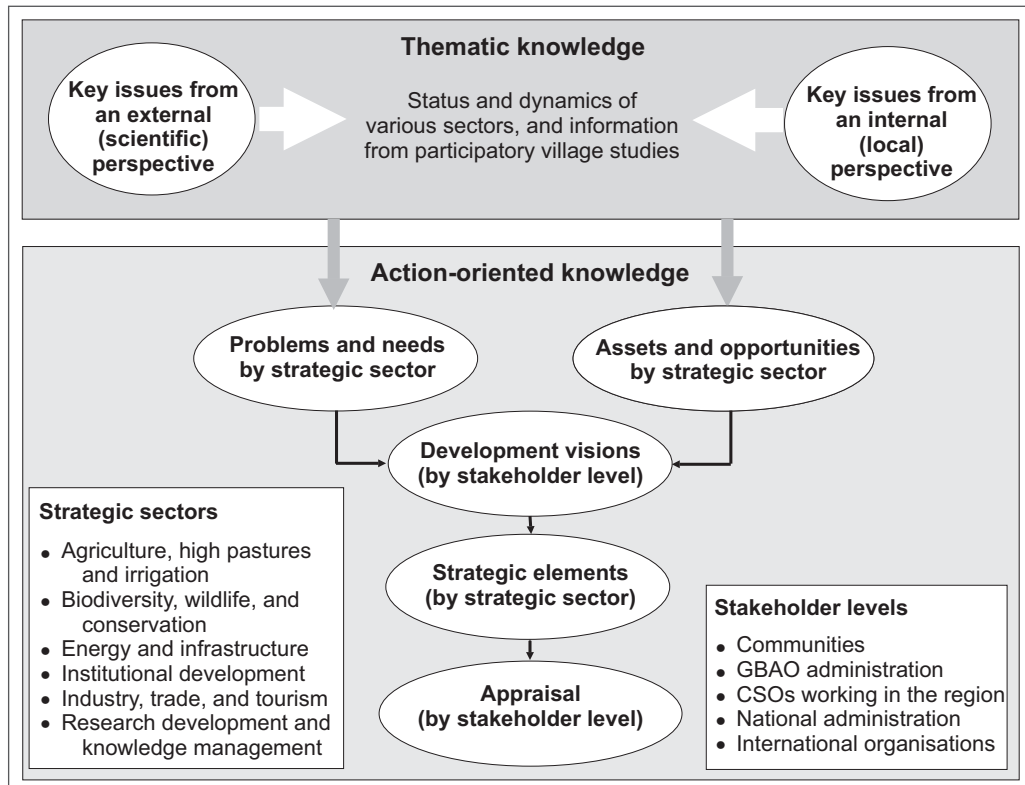 Thematic knowledge
Key issues from
an external
(scientific)
perspective
Status and dynamics of
various sectors, and information
from participatory village studies
Key issues from
an internal
(local)
perspective
Action-oriented knowledge
Problems and needs
by strategic sector
Assets and opportunities
by strategic sector
Development visions
(by stakeholder level)
Strategic sectors
• Agriculture, high pastures
and irrigation
• Biodiversity, wildlife, and
conservation
• Energy and infrastructure
• Institutional development
• Industry, trade, and tourism
• Research development and
knowledge management
Strategic elements
(by strategic sector)
Appraisal
(by stakeholder level)
Stakeholder levels
• Communities
• GBAO administration
• CSOs working in the region
• National administration
• International organisations